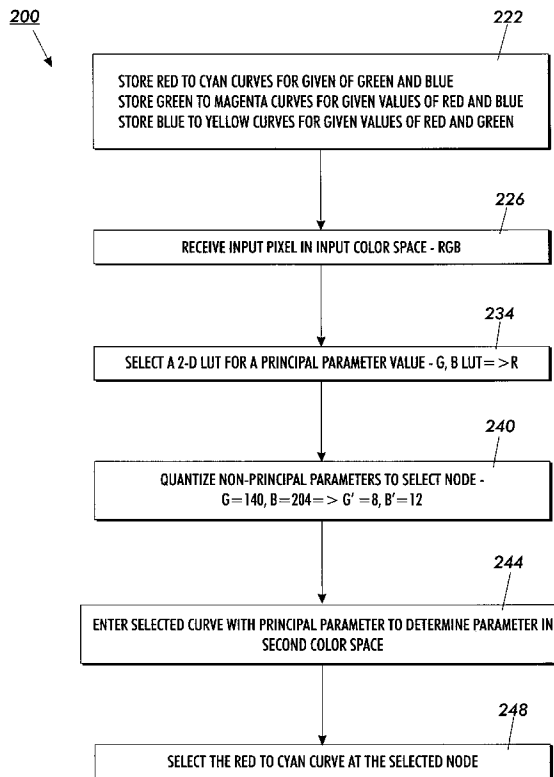 200
222
STORE RED TO CYAN CURVES FOR GIVEN OF GREEN AND BLUE
STORE GREEN TO MAGENTA CURVES FOR GIVEN VALUES OF RED AND BLUE
STORE BLUE TO YELLOW CURVES FOR GIVEN VALUES OF RED AND GREEN
226
RECEIVE INPUT PIXEL IN INPUT COLOR SPACE - RGB
234
SELECT A 2-D LUT FOR A PRINCIPAL PARAMETER VALUE - G, B LUT= >R
240
QUANTIZE NON-PRINCIPAL PARAMETERS TO SELECT NODE -
G=140, B=204= > G' =8, B'=12
244
ENTER SELECTED CURVE WITH PRINCIPAL PARAMETER TO DETERMINE PARAMETER IN
SECOND COLOR SPACE
248
SELECT THE RED TO CYAN CURVE AT THE SELECTED NODE